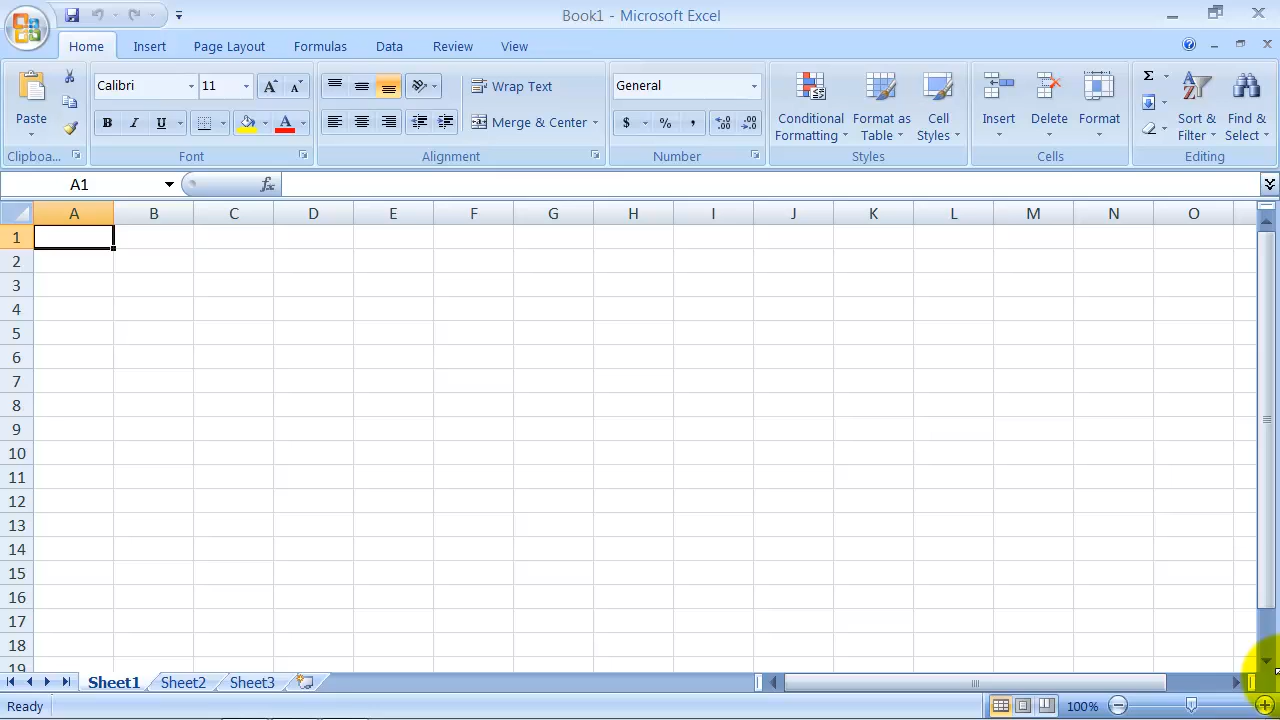 Book1 - Microsoft Excel
Home Insert Page Layout Formulas Data Review View
Calibri 11 Wrap Text General
Paste B I U Merge & Center $ % , Conditional Formatting Format as Table Cell Styles Insert Delete Format Σ Sort & Filter Find & Select
Clipboa... Font Alignment Number Styles Cells Editing
A1 fx
A B C D E F G H I J K L M N O
1
2
3
4
5
6
7
8
9
10
11
12
13
14
15
16
17
18
19
Sheet1 Sheet2 Sheet3
Ready 100%